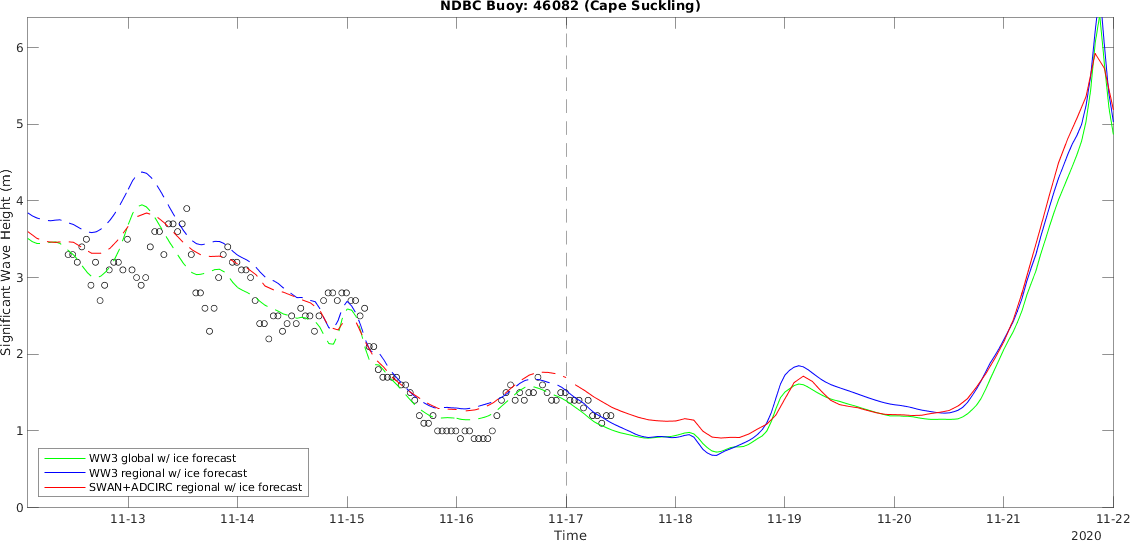 NDBC Buoy: 46082 (Cape Suckling)
6
5
4
3
2
1
0
Significant Wave Height (m)
WW3 global w/ ice forecast
WW3 regional w/ ice forecast
SWAN+ADCIRC regional w/ ice forecast
11-13 11-14 11-15 11-16 11-17 11-18 11-19 11-20 11-21 11-22
Time
2020